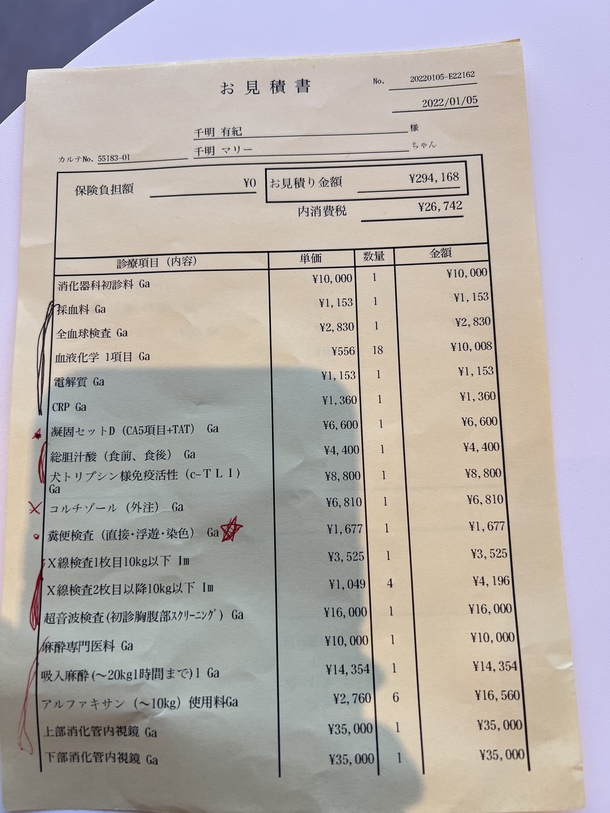 お見積書
No. 20220105-E22162
2022/01/05
千明 有紀 様
カルテNo. 55183-01 千明 マリー ちゃん
保険負担額 ¥0 お見積り金額 ¥294,168
内消費税 ¥26,742
診療項目(内容) 単価 数量 金額
消化器科初診料 Ga ¥10,000 1 ¥10,000
採血料 Ga ¥1,153 1 ¥1,153
全血球検査 Ga ¥2,830 1 ¥2,830
血液化学 1項目 Ga ¥556 18 ¥10,008
電解質 Ga ¥1,153 1 ¥1,153
CRP Ga ¥1,360 1 ¥1,360
凝固セットD(CA5項目+TAT) Ga ¥6,600 1 ¥6,600
総胆汁酸(食前、食後) Ga ¥4,400 1 ¥4,400
犬トリプシン様免疫活性(c-TLI) ¥8,800 1 ¥8,800
Ga
コルチゾール(外注) Ga ¥6,810 1 ¥6,810
糞便検査(直接・浮遊・染色) Ga ¥1,677 1 ¥1,677
X線検査1枚目10kg以下 Im ¥3,525 1 ¥3,525
X線検査2枚目以降10kg以下 Im ¥1,049 4 ¥4,196
超音波検査(初診胸腹部スクリーニング) Ga ¥16,000 1 ¥16,000
麻酔専門医科 Ga ¥10,000 1 ¥10,000
吸入麻酔(~20kg1時間まで)1 Ga ¥14,354 1 ¥14,354
アルファキサン(~10kg)使用料Ga ¥2,760 6 ¥16,560
上部消化管内視鏡 Ga ¥35,000 1 ¥35,000
下部消化管内視鏡 Ga ¥35,000 1 ¥35,000